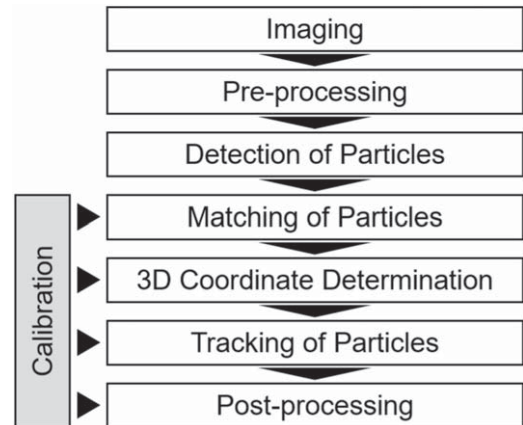 Imaging
Pre-processing
Detection of Particles
Matching of Particles
3D Coordinate Determination
Tracking of Particles
Post-processing
Calibration